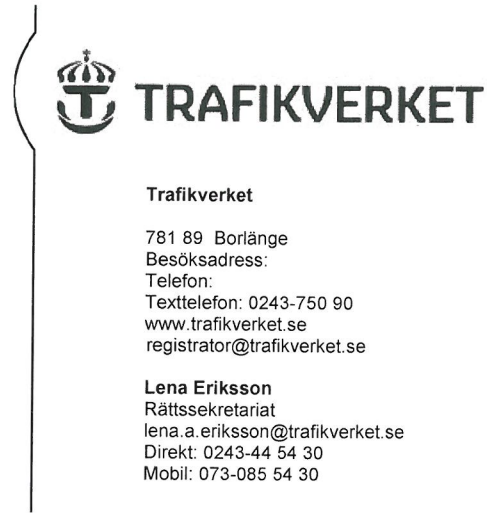 TRAFIKVERKET
Trafikverket
781 89 Borlänge
Besöksadress:
Telefon:
Texttelefon: 0243-750 90
www.trafikverket.se
registrator@trafikverket.se
Lena Eriksson
Rättssekretariat
lena.a.eriksson@trafikverket.se
Direkt: 0243-44 54 30
Mobil: 073-085 54 30